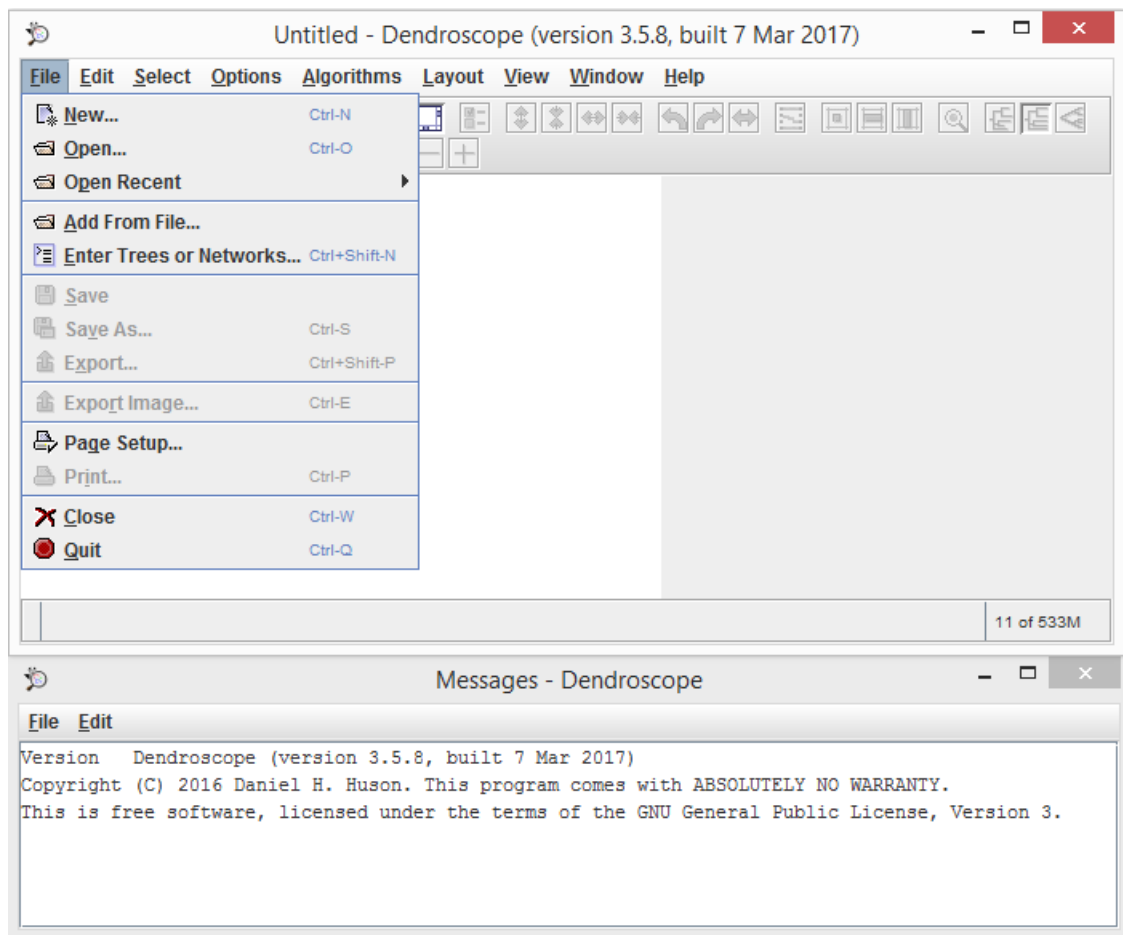 Untitled - Dendroscope (version 3.5.8, built 7 Mar 2017)
File Edit Select Options Algorithms Layout View Window Help
New... Ctrl-N
Open... Ctrl-O
Open Recent
Add From File...
Enter Trees or Networks... Ctrl+Shift-N
Save
Save As... Ctrl-S
Export... Ctrl+Shift-P
Export Image... Ctrl-E
Page Setup...
Print... Ctrl-P
Close Ctrl-W
Quit Ctrl-Q
11 of 533M
Messages - Dendroscope
File Edit
Version Dendroscope (version 3.5.8, built 7 Mar 2017)
Copyright (C) 2016 Daniel H. Huson. This program comes with ABSOLUTELY NO WARRANTY.
This is free software, licensed under the terms of the GNU General Public License, Version 3.